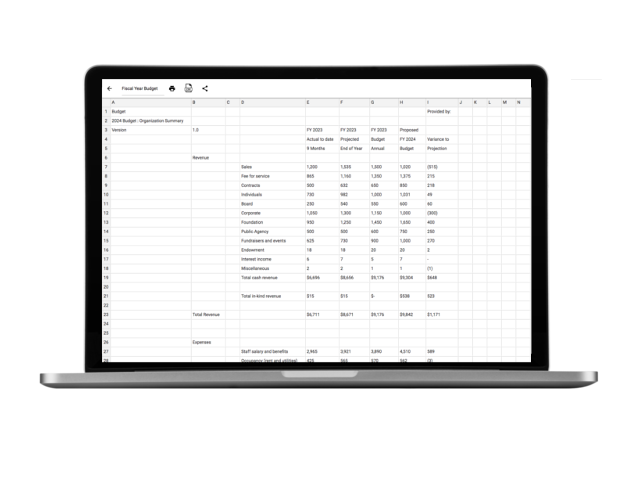 Fiscal Year Budget
A B C D E F G H I J K L M N
1 Budget Provided by:
2 2024 Budget - Organization Summary
3 Version 1.0 FY 2023 FY 2023 FY 2023 Proposed
4 Actual to date Projected Budget FY 2024 Variance to
5 9 Months End of Year Annual Budget Projection
6 Revenue
7 Sales 1,200 1,535 1,500 1,520 ($15)
8 Fee for service 865 1,160 1,350 1,375 215
9 Contracts 500 632 650 850 218
10 Individuals 730 982 1,000 1,031 49
11 Board 250 540 550 600 60
12 Corporate 1,050 1,300 1,150 1,000 (300)
13 Foundation 950 1,250 1,450 1,650 400
14 Public Agency 500 500 600 750 250
15 Fundraisers and events 625 730 900 1,000 270
16 Endowment 18 18 20 20 2
17 Interest income 6 7 5 7 -
18 Miscellaneous 2 2 1 1 (1)
19 Total cash revenue $6,696 $8,656 $9,176 $9,304 $648
20
21 Total in-kind revenue $15 $15 $- $538 523
22
23 Total Revenue $6,711 $8,671 $9,176 $9,842 $1,171
24
25
26 Expenses
27 Staff salary and benefits 2,965 3,921 3,890 4,310 389
28 Occupancy (rent and utilities) 425 565 570 562 (3)